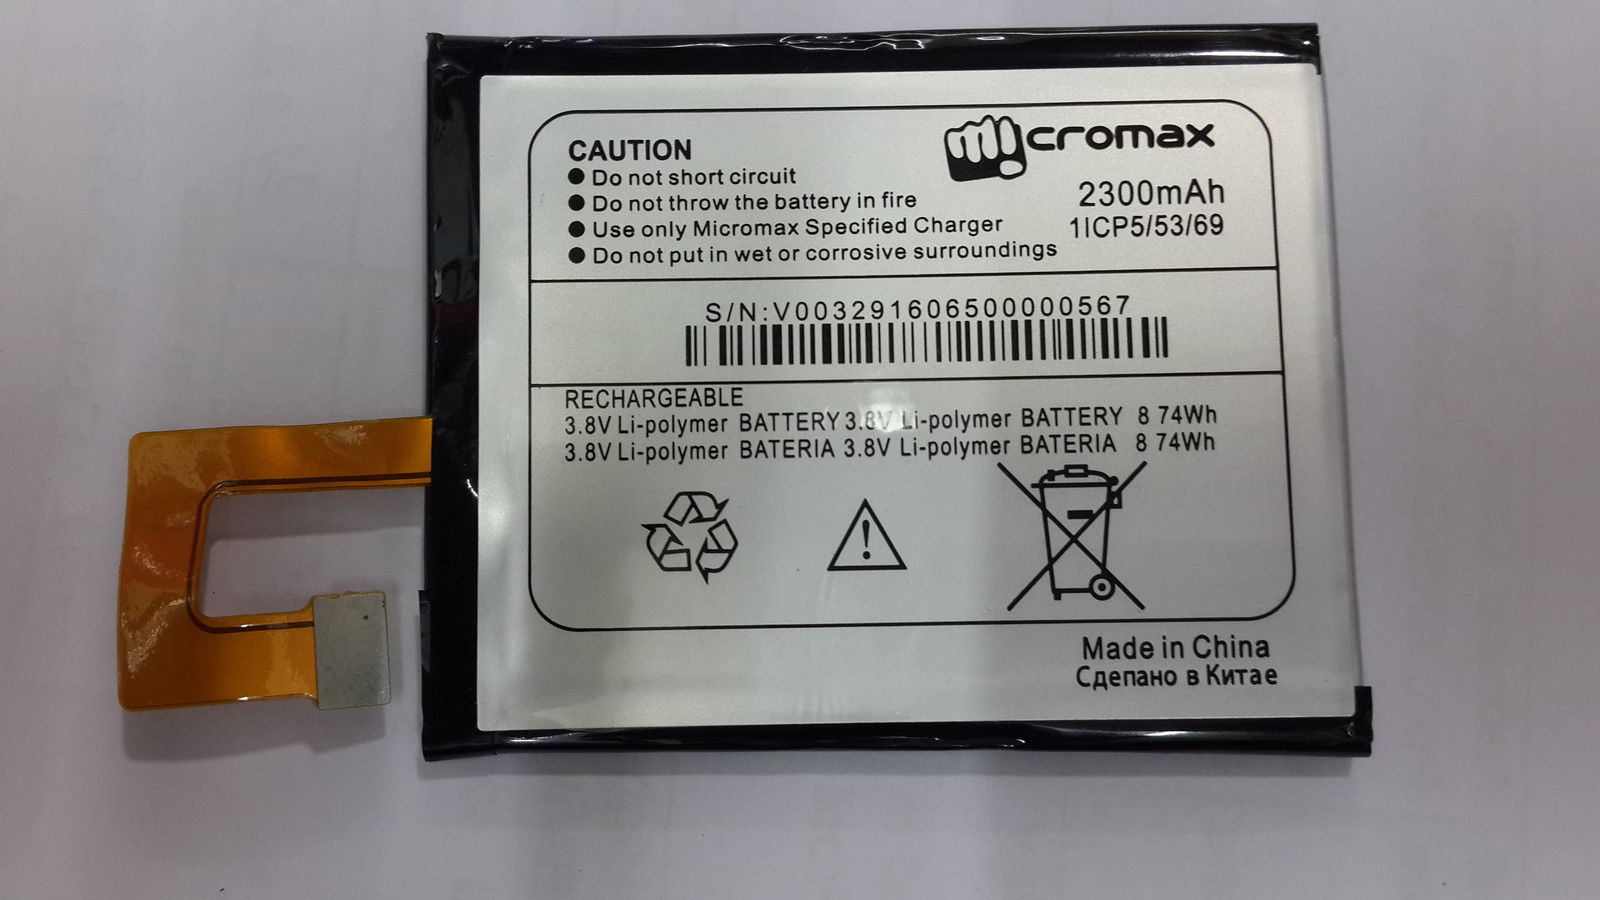 micromax
CAUTION
● Do not short circuit
● Do not throw the battery in fire
● Use only Micromax Specified Charger
● Do not put in wet or corrosive surroundings
2300mAh
1ICP5/53/69
S/N:V003291606500000567
RECHARGEABLE
3.8V Li-polymer BATTERY 3.8V Li-polymer BATTERY 8 74Wh
3.8V Li-polymer BATERIA 3.8V Li-polymer BATERIA 8 74Wh
Made in China
Сделано в Китае